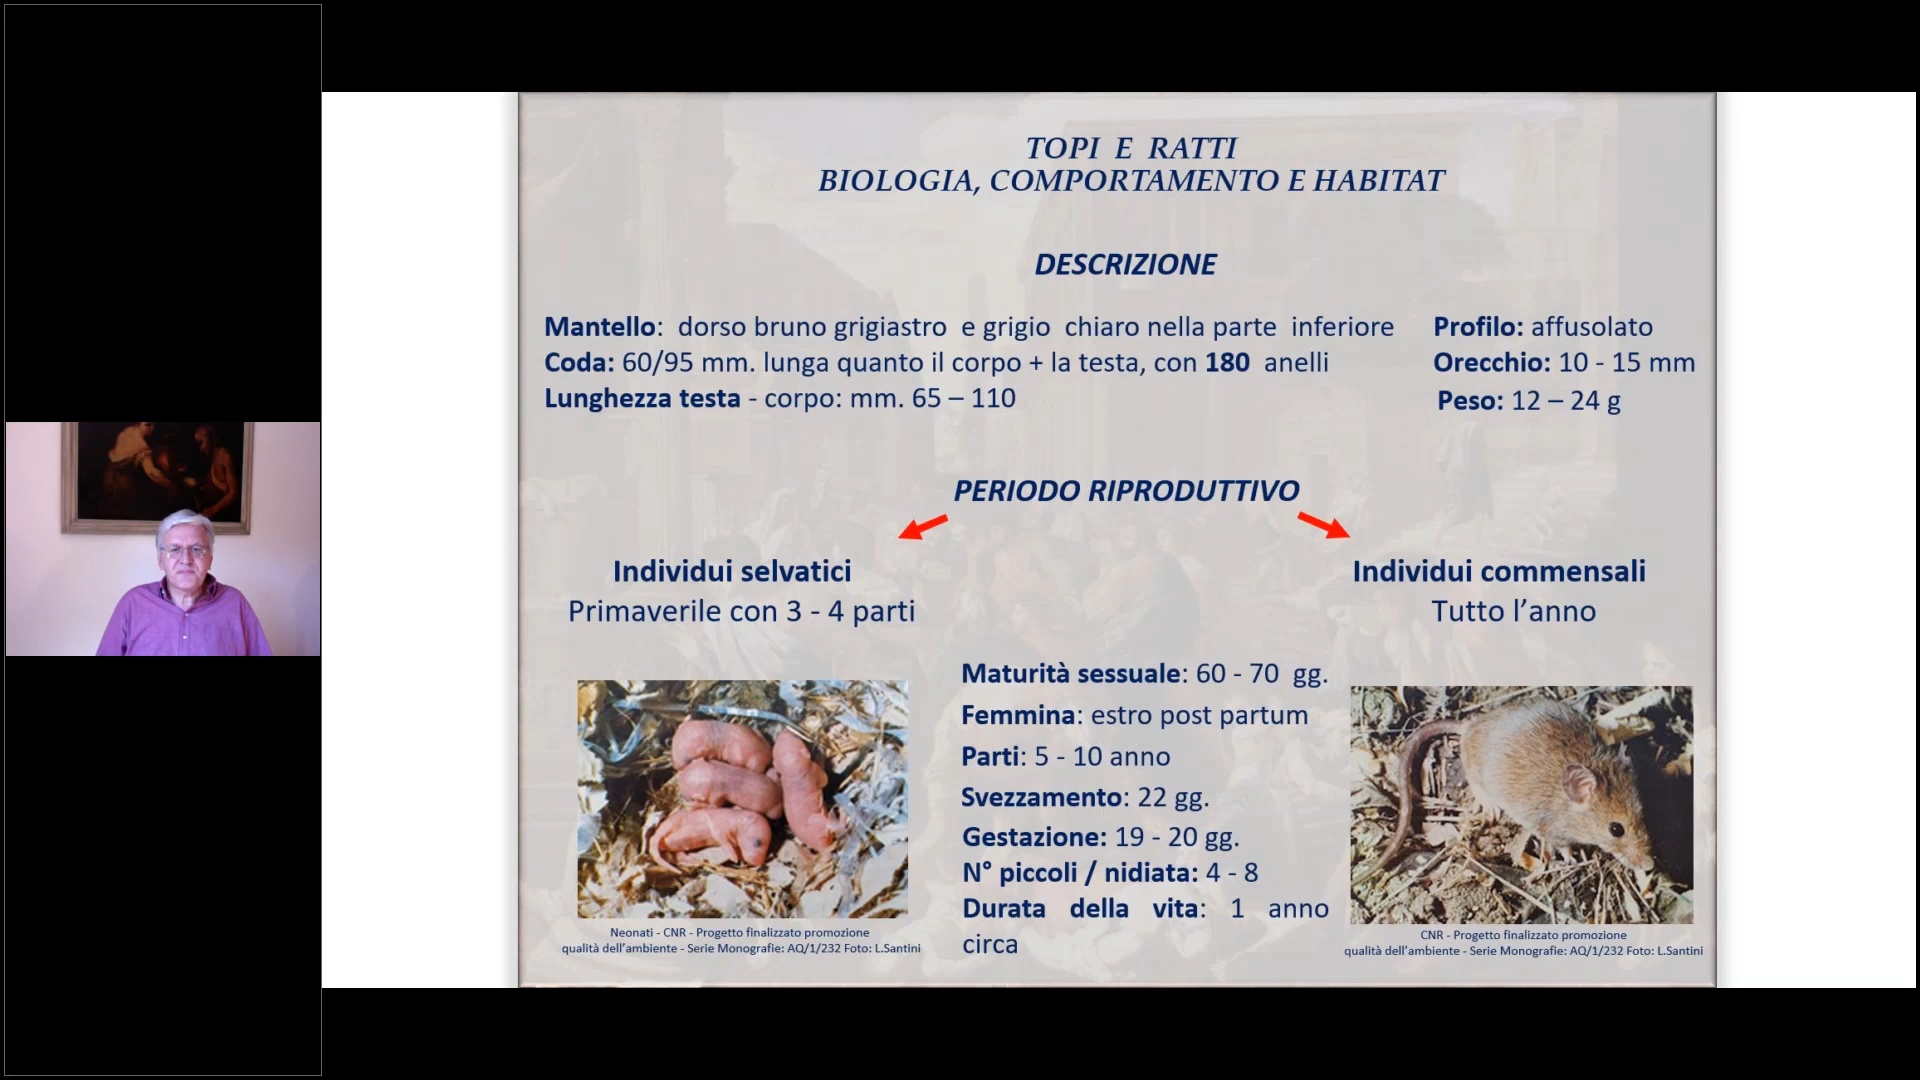 TOPI E RATTI
BIOLOGIA, COMPORTAMENTO E HABITAT
DESCRIZIONE
Mantello: dorso bruno grigiastro e grigio chiaro nella parte inferiore
Coda: 60/95 mm. lunga quanto il corpo + la testa, con 180 anelli
Lunghezza testa - corpo: mm. 65 – 110
Profilo: affusolato
Orecchio: 10 - 15 mm
Peso: 12 – 24 g
PERIODO RIPRODUTTIVO
Individui selvatici
Primaverile con 3 - 4 parti
Individui commensali
Tutto l’anno
Maturità sessuale: 60 - 70 gg.
Femmina: estro post partum
Parti: 5 - 10 anno
Svezzamento: 22 gg.
Gestazione: 19 - 20 gg.
N° piccoli / nidiata: 4 - 8
Durata della vita: 1 anno
circa
Neonati - CNR - Progetto finalizzato promozione
qualità dell’ambiente - Serie Monografie: AQ/1/232 Foto: L.Santini
CNR - Progetto finalizzato promozione
qualità dell’ambiente - Serie Monografie: AQ/1/232 Foto: L.Santini